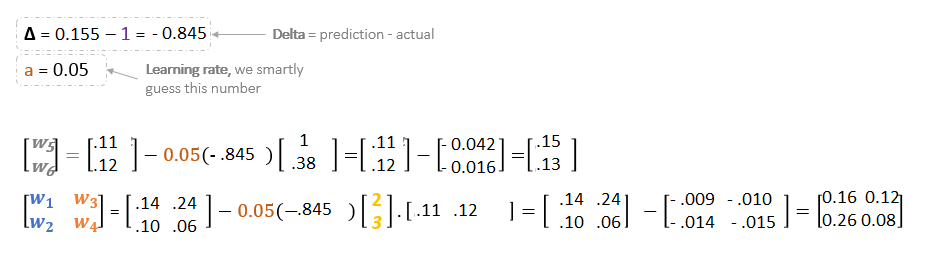 Δ = 0.155 – 1 = - 0.845 Delta = prediction - actual
a = 0.05 Learning rate, we smartly
guess this number
[w5 w6] = [.11 .12] – 0.05(- .845 )[1 .38] =[.11 .12] – [- 0.042 - 0.016] =[.15 .13]
[w1 w3 w2 w4] = [.14 .24 .10 .06] – 0.05(–.845 )[2 3] . [.11 .12 ] = [.14 .24 .10 .06] – [- .009 - .010 - .014 - .015] = [0.16 0.12 0.26 0.08]